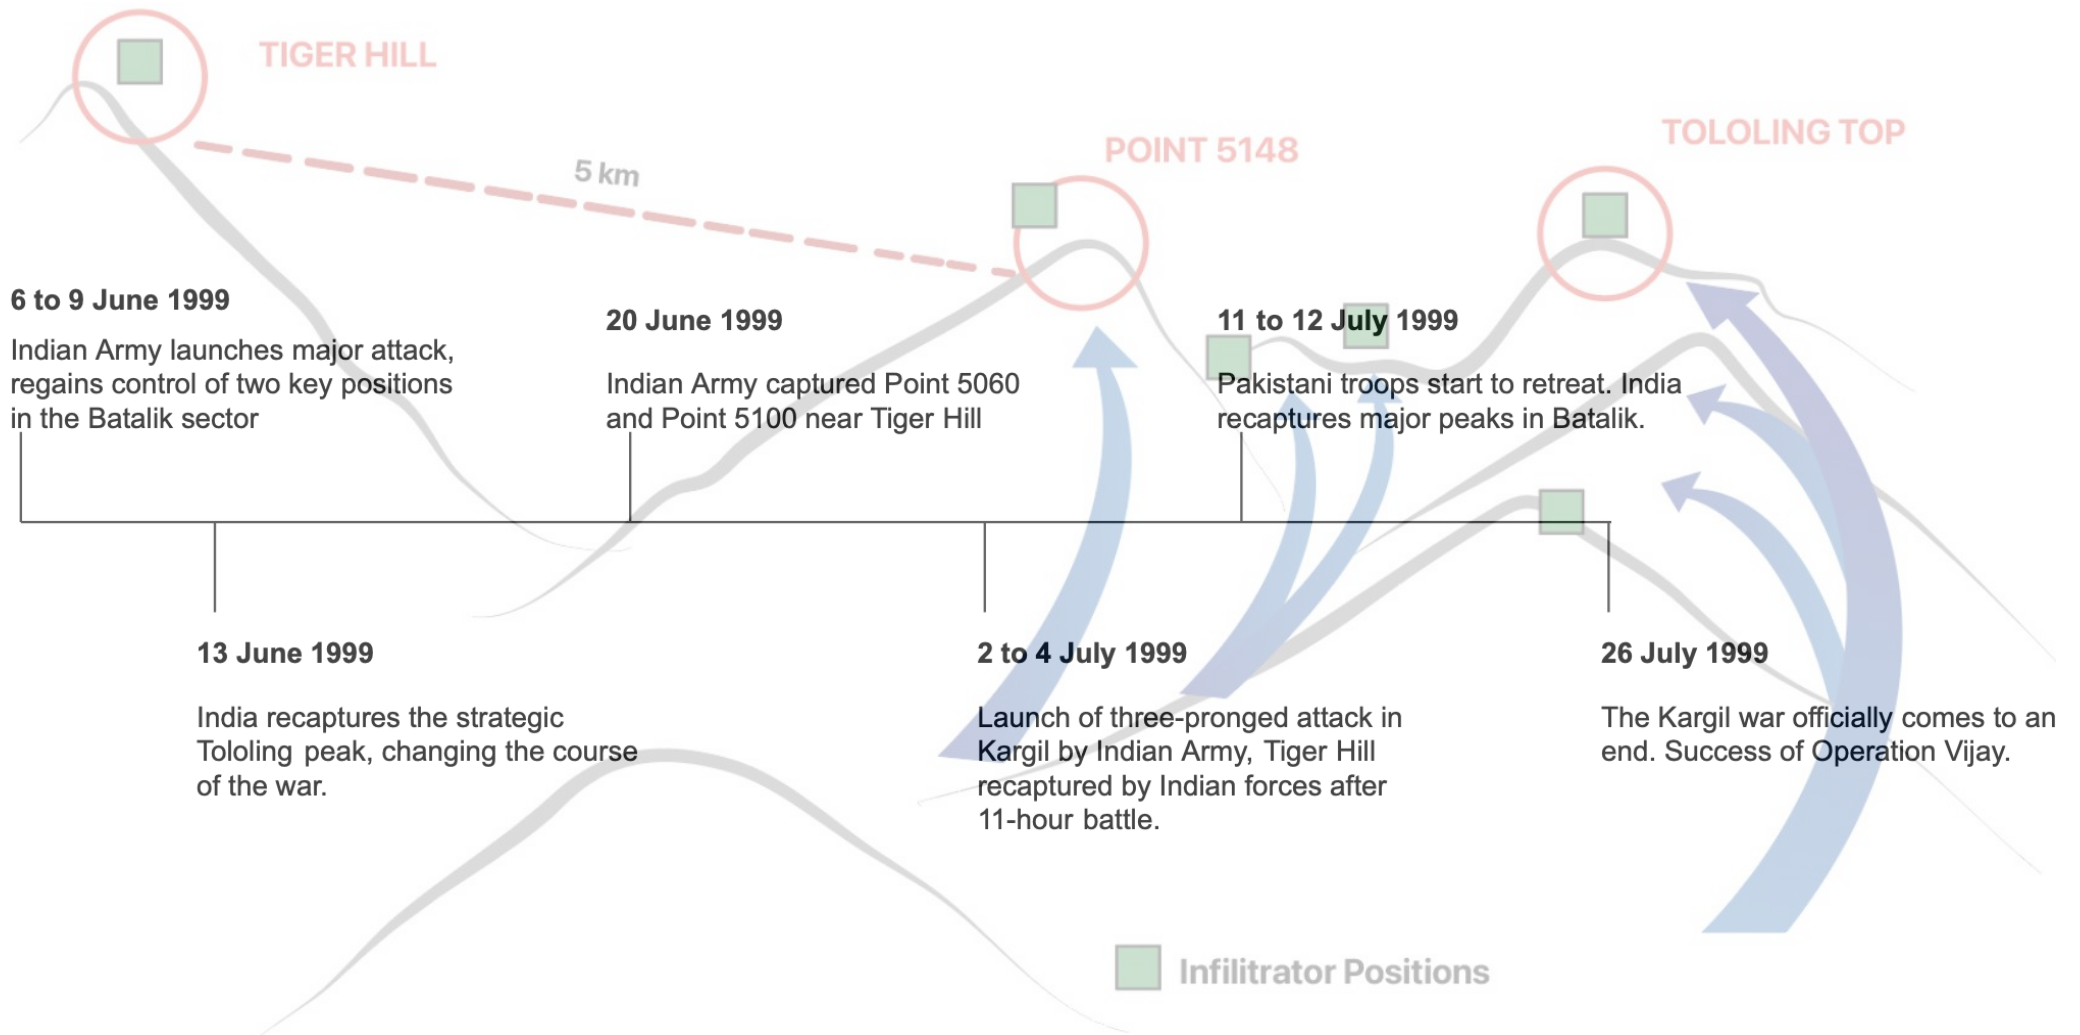 TIGER HILL
5 km
POINT 5148
TOLOLING TOP
6 to 9 June 1999
Indian Army launches major attack,
regains control of two key positions
in the Batalik sector
20 June 1999
Indian Army captured Point 5060
and Point 5100 near Tiger Hill
11 to 12 July 1999
Pakistani troops start to retreat. India
recaptures major peaks in Batalik.
13 June 1999
India recaptures the strategic
Tololing peak, changing the course
of the war.
2 to 4 July 1999
Launch of three-pronged attack in
Kargil by Indian Army, Tiger Hill
recaptured by Indian forces after
11-hour battle.
26 July 1999
The Kargil war officially comes to an
end. Success of Operation Vijay.
Infilitrator Positions